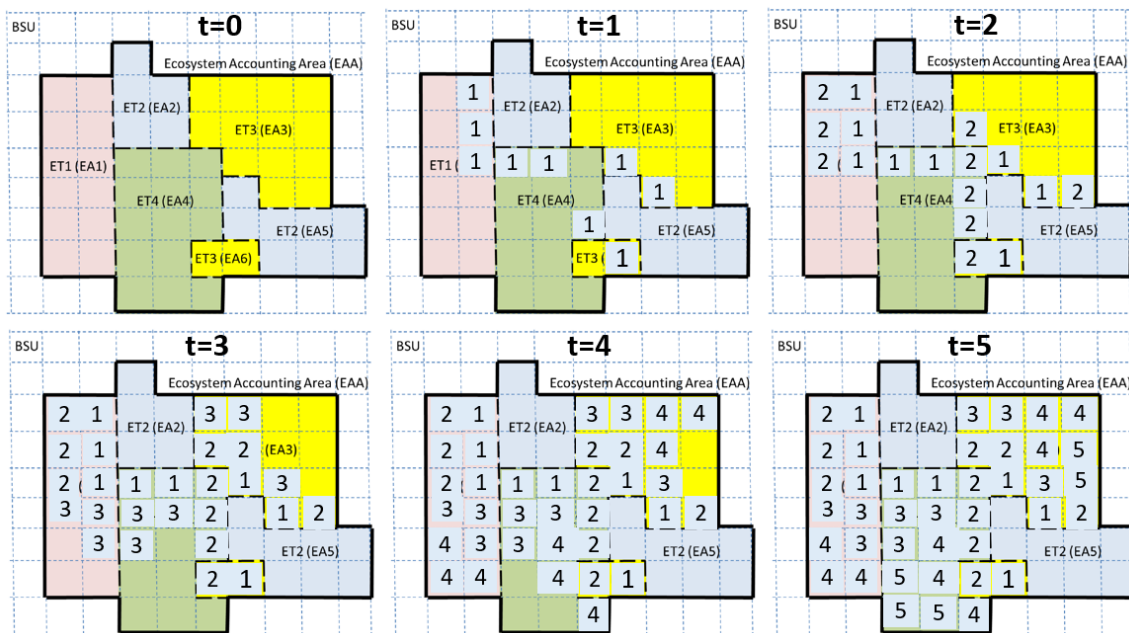 BSU t=0
Ecosystem Accounting Area (EAA)
ET2 (EA2)
ET3 (EA3)
ET1 (EA1)
ET4 (EA4)
ET2 (EA5)
ET3 (EA6)
t=1
Ecosystem Accounting Area (EAA)
1
ET2 (EA2)
1 ET3 (EA3)
ET1 ( 1 1 1 1
1
ET4 (EA4)
1 ET2 (EA5)
ET3 ( 1
BSU t=2
Ecosystem Accounting Area (EAA)
2 1
ET2 (EA2)
2 1 2 ET3 (EA3)
2 ( 1 1 1 2 1
ET4 (EA4 2 1 2
2 ET2 (EA5)
2 1
BSU t=3
Ecosystem Accounting Area (EAA)
2 1 3 3
ET2 (EA2)
2 1 2 2 (EA3)
2 ( 1 1 1 2 1 3
3 3 3 3 2 1 2
3 3 2 ET2 (EA5)
2 1
BSU t=4
Ecosystem Accounting Area (EAA)
2 1 3 3 4 4
ET2 (EA2)
2 1 2 2 4
2 ( 1 1 1 2 1 3
3 3 3 3 2 1 2
4 3 3 4 2 ET2 (EA5)
4 4 4 2 1
4
BSU t=5
Ecosystem Accounting Area (EAA)
2 1 3 3 4 4
ET2 (EA2)
2 1 2 2 4 5
2 ( 1 1 1 2 1 3 5
3 3 3 3 2 1 2
4 3 3 4 2 ET2 (EA5)
4 4 5 4 2 1
5 5 4